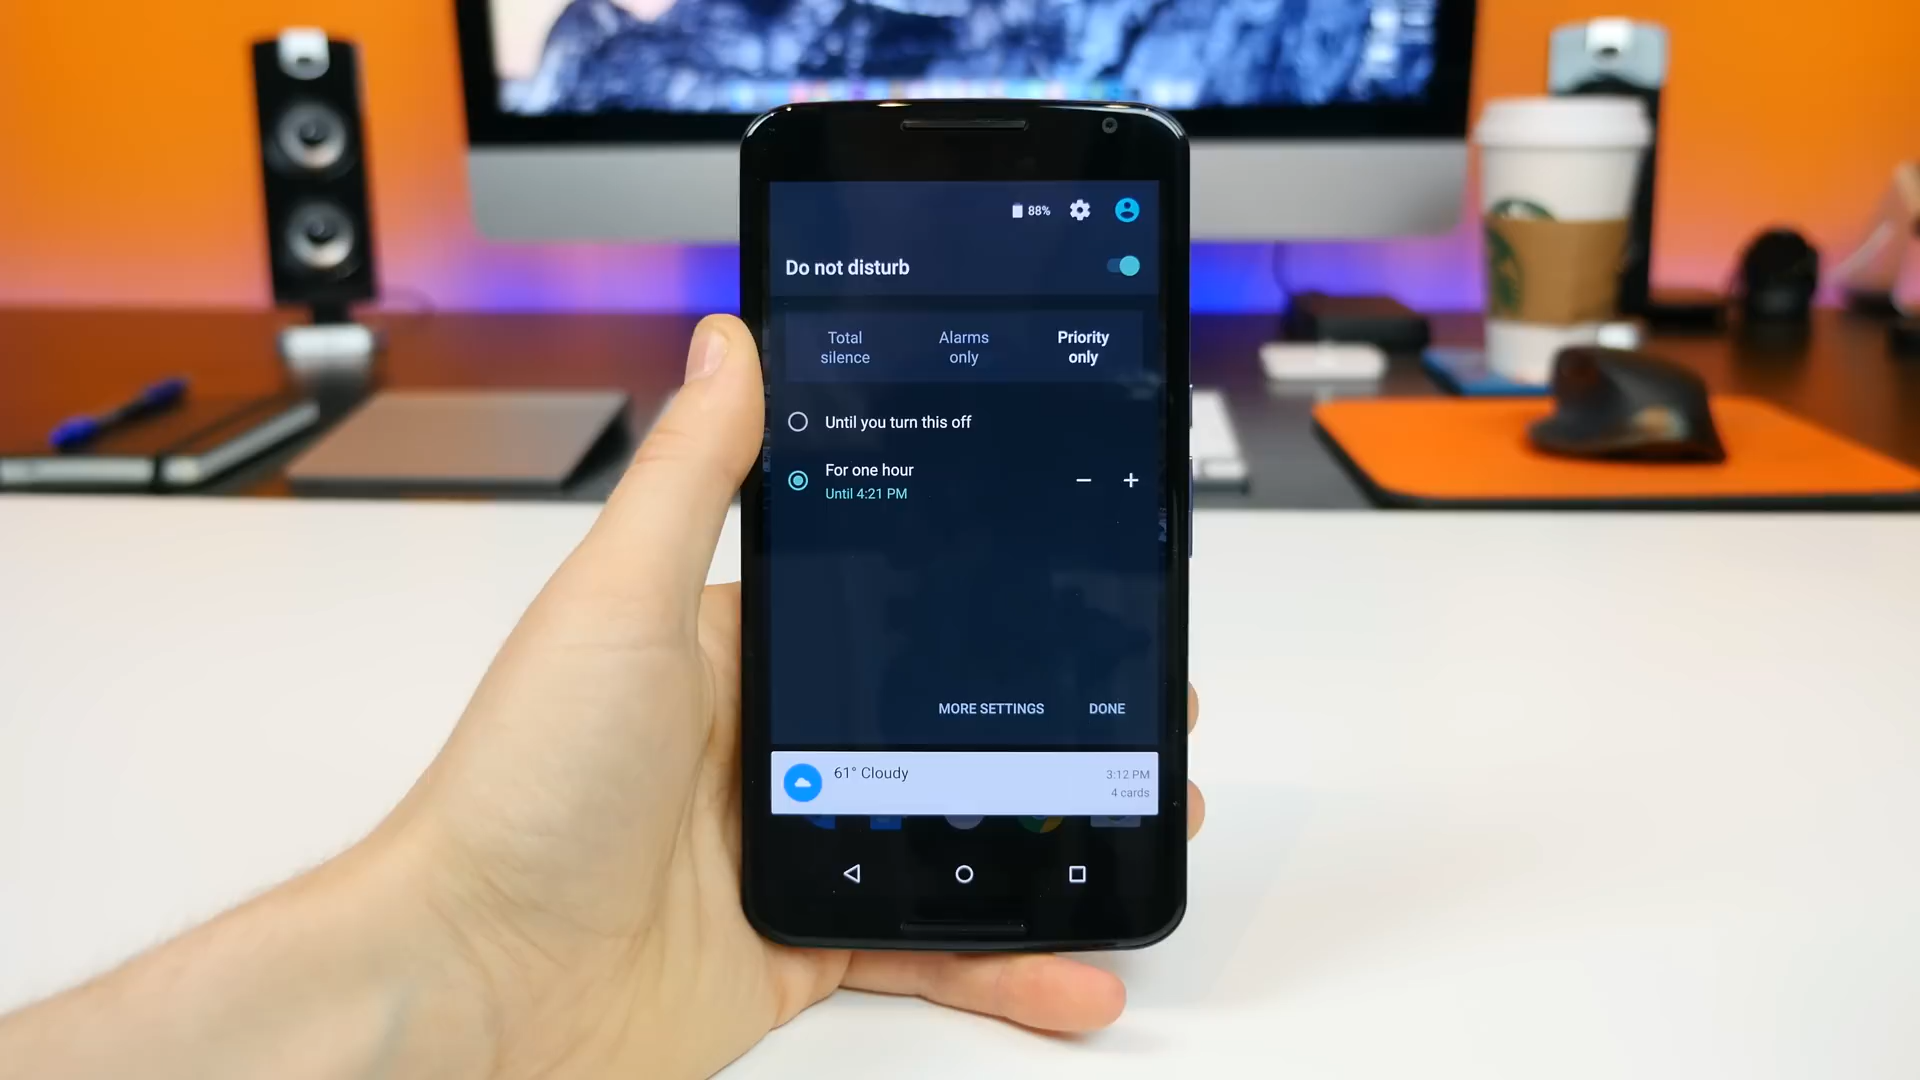 88%
Do not disturb
Total
silence
Alarms
only
Priority
only
Until you turn this off
For one hour
Until 4:21 PM
MORE SETTINGS
DONE
61° Cloudy
3:12 PM
4 cards